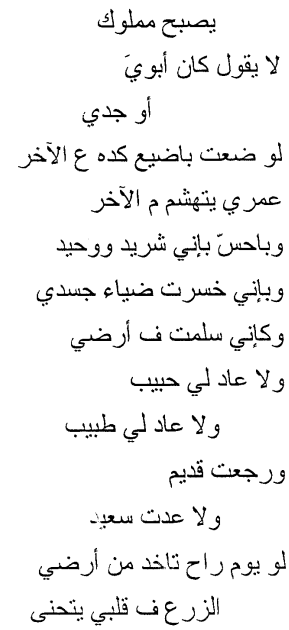 يصبح مملوك
لا يقول كان أبويَ
أو جدي
لو ضعت باضيع كده ع الآخر
عمري يتهشم م الآخر
وباحسّ بإني شريد ووحيد
وبإني خسرت ضياء جسدي
وكإني سلمت ف أرضي
ولا عاد لي حبيب
ولا عاد لي طبيب
ورجعت قديم
ولا عدت سعيد
لو يوم راح تاخد من أرضي
الزرع ف قلبي يتحنى